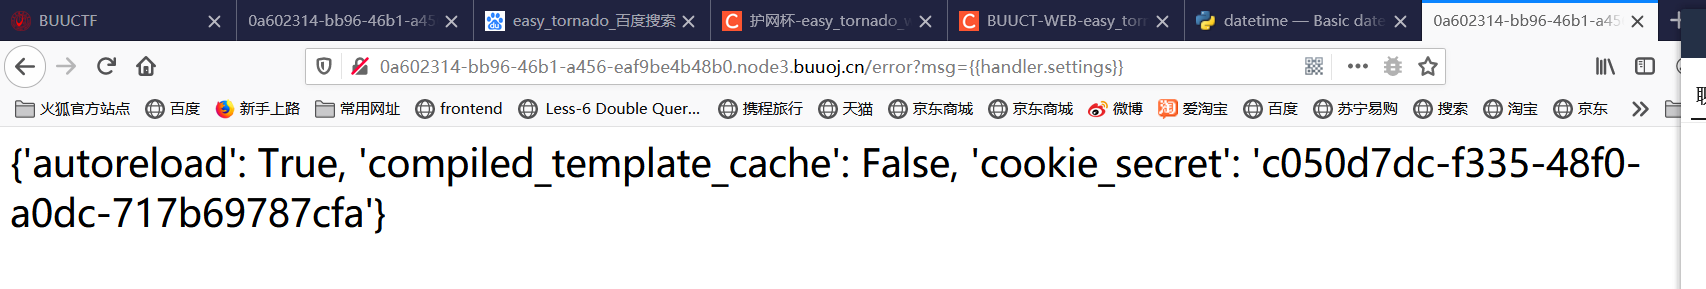 BUUCTF
0a602314-bb96-46b1-a45
easy_tornado_百度搜索
护网杯-easy_tornado_w
BUUCT-WEB-easy_torn
datetime — Basic date
0a602314-bb96-46b1-a45
0a602314-bb96-46b1-a456-eaf9be4b48b0.node3.buuoj.cn/error?msg={{handler.settings}}
火狐官方站点 百度 新手上路 常用网址 frontend Less-6 Double Quer... 携程旅行 天猫 京东商城 京东商城 微博 爱淘宝 百度 苏宁易购 搜索 淘宝 京东
{'autoreload': True, 'compiled_template_cache': False, 'cookie_secret': 'c050d7dc-f335-48f0-
a0dc-717b69787cfa'}